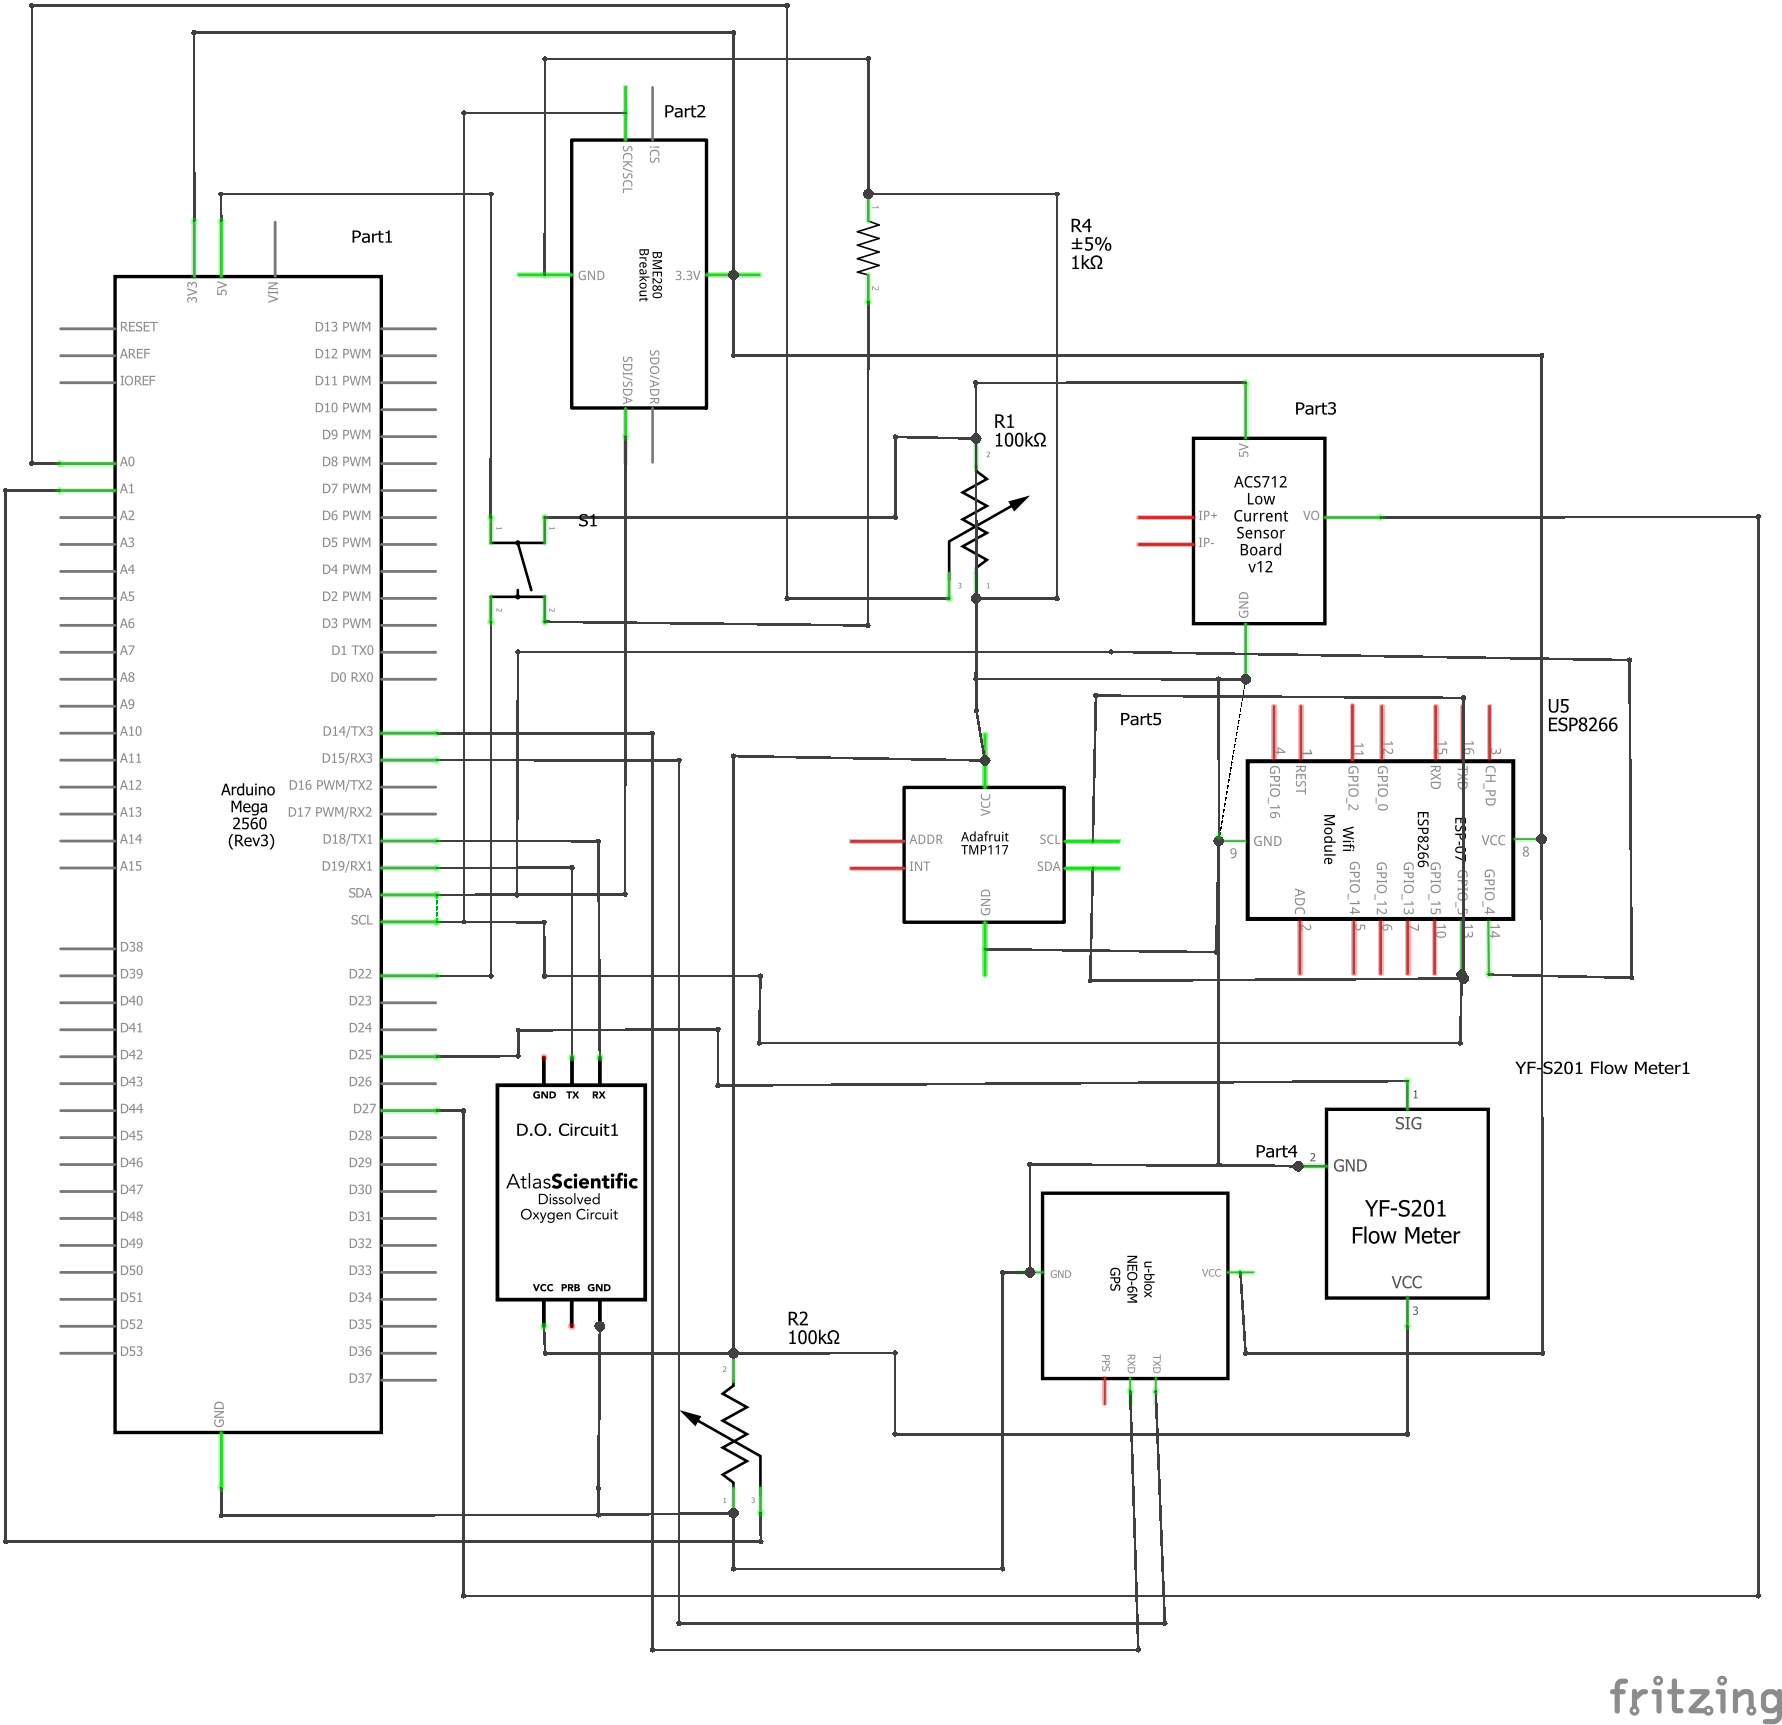 Part2
SCK/SCL
!CS
BME280
Breakout
GND
3.3V
SDI/SDA
SDO/ADR
1
2
R4
±5%
1kΩ
Part1
3V3
5V
VIN
RESET
AREF
IOREF
A0
A1
A2
A3
A4
A5
A6
A7
A8
A9
A10
A11
A12
A13
A14
A15
D38
D39
D40
D41
D42
D43
D44
D45
D46
D47
D48
D49
D50
D51
D52
D53
Arduino
Mega
2560
(Rev3)
D13 PWM
D12 PWM
D11 PWM
D10 PWM
D9 PWM
D8 PWM
D7 PWM
D6 PWM
D5 PWM
D4 PWM
D2 PWM
D3 PWM
D1 TX0
D0 RX0
D14/TX3
D15/RX3
D16 PWM/TX2
D17 PWM/RX2
D18/TX1
D19/RX1
SDA
SCL
D22
D23
D24
D25
D26
D27
D28
D29
D30
D31
D32
D33
D34
D35
D36
D37
GND
S1
1
1
2
2
R1
100kΩ
2
3
1
Part3
5V
ACS712
Low
Current
Sensor
Board
v12
IP+
IP-
VO
GND
Part5
VCC
Adafruit
TMP117
ADDR
INT
SCL
SDA
GND
U5
ESP8266
4
1
11
12
15
16
3
GPIO_16
REST
GPIO_2
GPIO_0
RXD
TXD
CH_PD
GND
9
Wifi
Module
ESP8266
ESP-07
VCC
8
ADC
GPIO_14
GPIO_12
GPIO_13
GPIO_15
GPIO_5
GPIO_4
2
5
6
7
10
13
14
GND
TX
RX
D.O. Circuit1
AtlasScientific
Dissolved
Oxygen Circuit
VCC
PRB
GND
YF-S201 Flow Meter1
1
SIG
2
GND
YF-S201
Flow Meter
VCC
3
Part4
GND
u-blox
NEO-6M
GPS
VCC
PPS
RXD
TXD
R2
100kΩ
2
1
3
fritzing